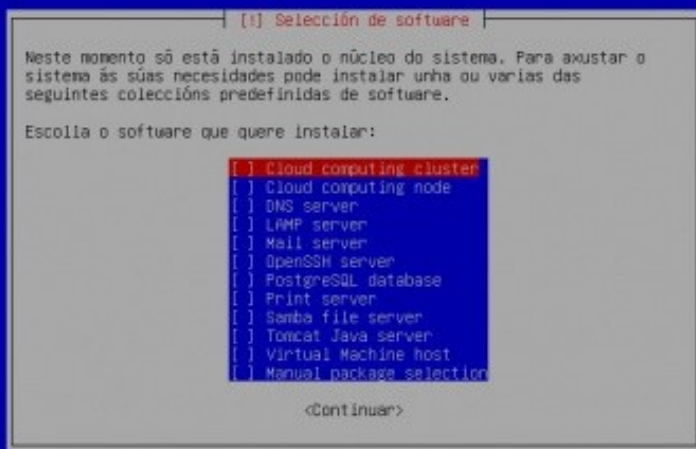 [!] Selección de software
Neste momento só está instalado o núcleo do sistema. Para axustar o
sistema ás súas necesidades pode instalar unha ou varias das
seguintes coleccións predefinidas de software.
Escolla o software que quere instalar:
[ ] Cloud computing cluster
[ ] Cloud computing node
[ ] DNS server
[ ] LAMP server
[ ] Mail server
[ ] OpenSSH server
[ ] PostgreSQL database
[ ] Print server
[ ] Samba file server
[ ] Tomcat Java server
[ ] Virtual Machine host
[ ] Manual package selection
<Continuar>